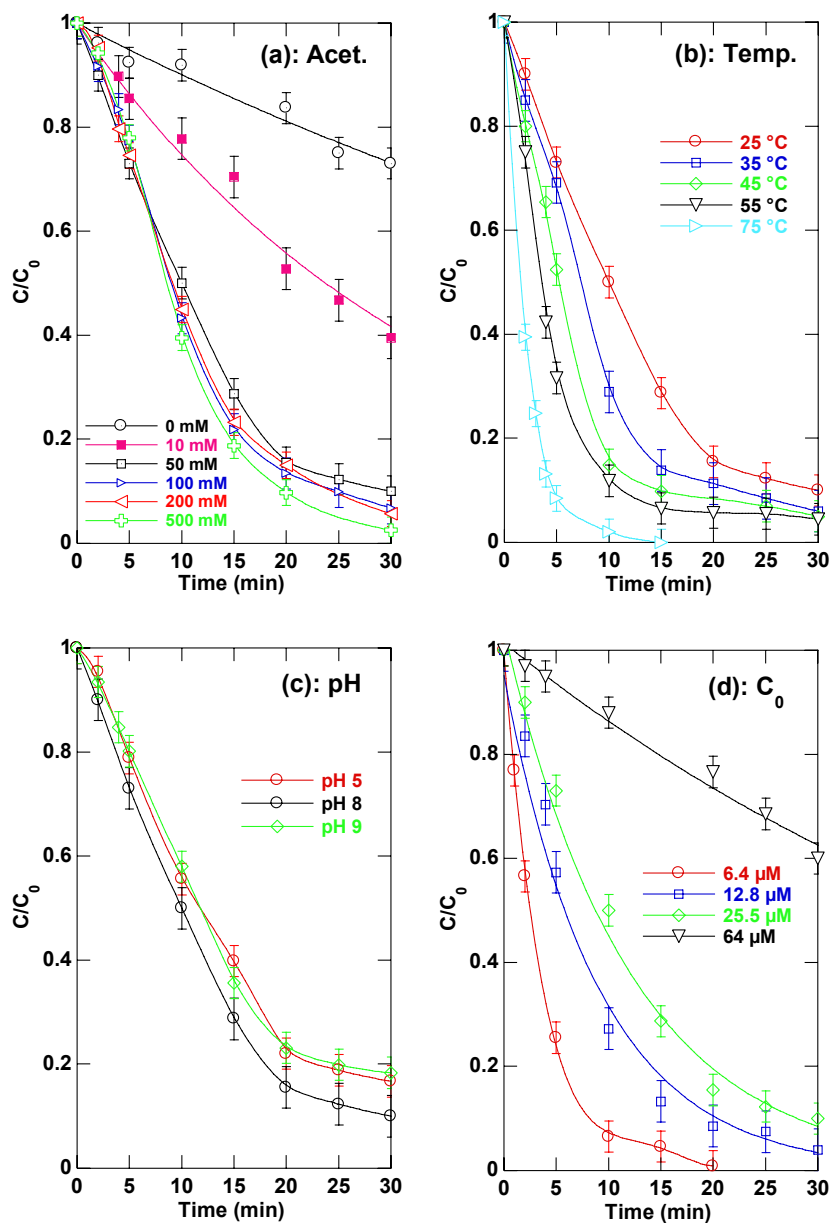 (a): Acet.
C/C0
1
0.8
0.6
0.4
0.2
0
0 mM
10 mM
50 mM
100 mM
200 mM
500 mM
0 5 10 15 20 25 30
Time (min)
(b): Temp.
C/C0
1
0.8
0.6
0.4
0.2
0
25 °C
35 °C
45 °C
55 °C
75 °C
0 5 10 15 20 25 30
Time (min)
(c): pH
C/C0
1
0.8
0.6
0.4
0.2
0
pH 5
pH 8
pH 9
0 5 10 15 20 25 30
Time (min)
(d): C0
C/C0
1
0.8
0.6
0.4
0.2
0
6.4 µM
12.8 µM
25.5 µM
64 µM
0 5 10 15 20 25 30
Time (min)